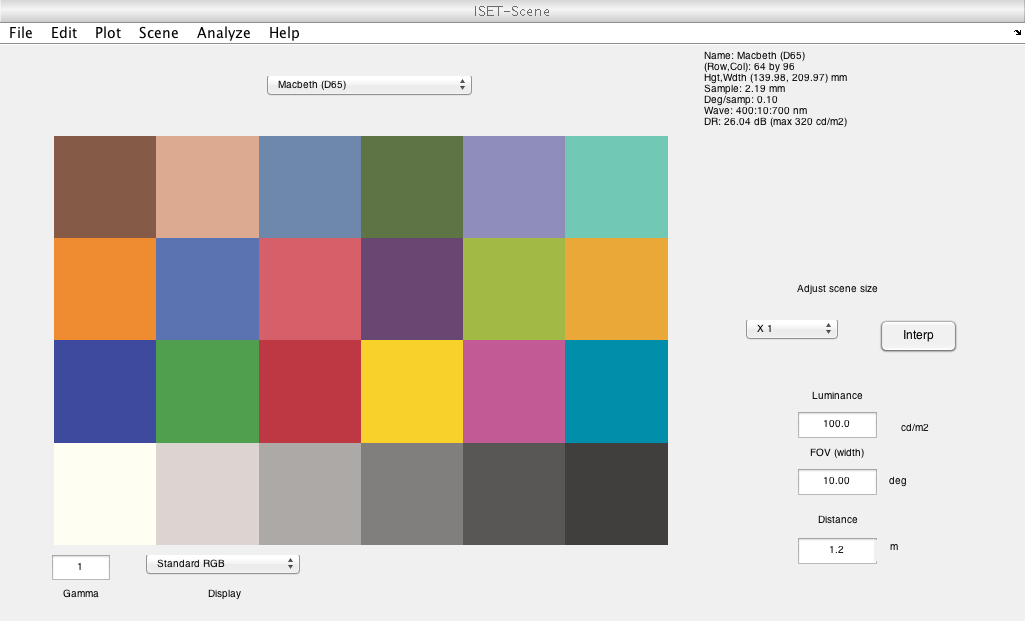 ISET-Scene
File Edit Plot Scene Analyze Help
Macbeth (D65)
Name: Macbeth (D65)
(Row,Col): 64 by 96
Hgt,Wdth (139.98, 209.97) mm
Sample: 2.19 mm
Deg/samp: 0.10
Wave: 400:10:700 nm
DR: 26.04 dB (max 320 cd/m2)
Adjust scene size
X 1
Interp
Luminance
100.0 cd/m2
FOV (width)
10.00 deg
Distance
1.2 m
1 Standard RGB
Gamma Display